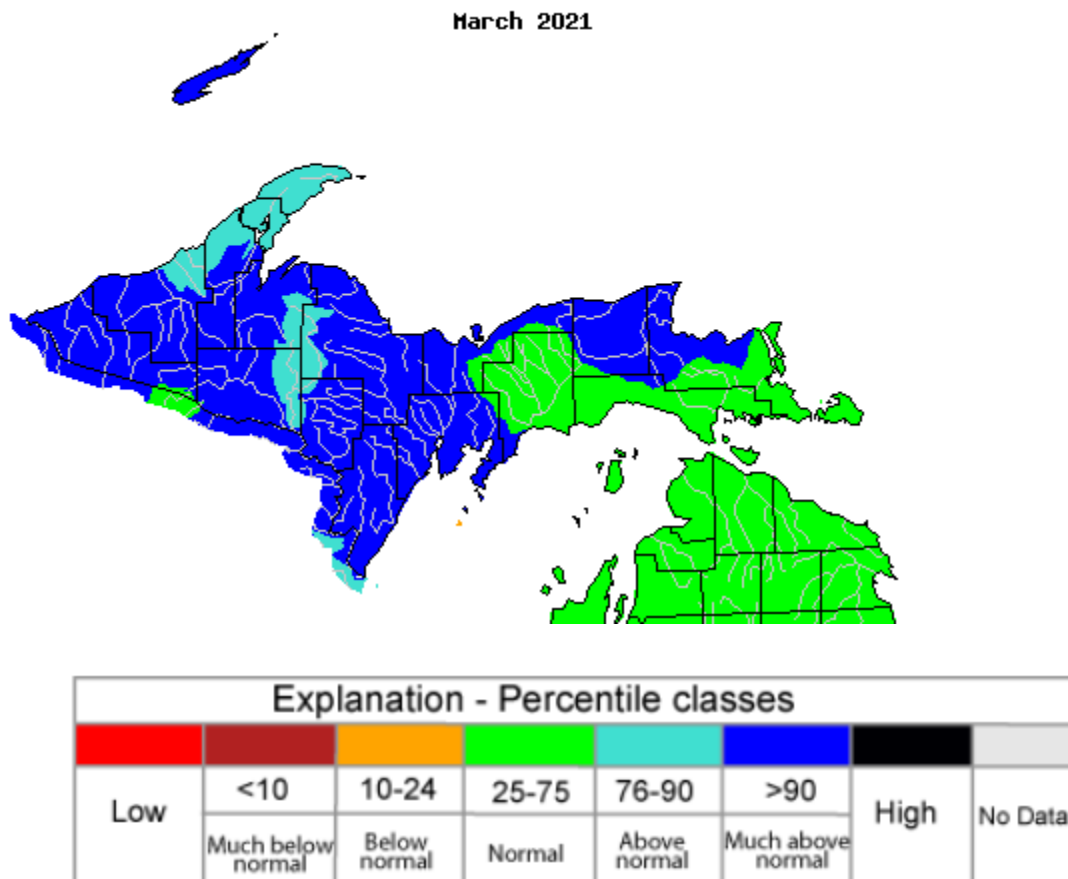 March 2021
Explanation - Percentile classes
Low
<10
10-24
25-75
76-90
>90
High
No Data
Much below
normal
Below
normal
Normal
Above
normal
Much above
normal